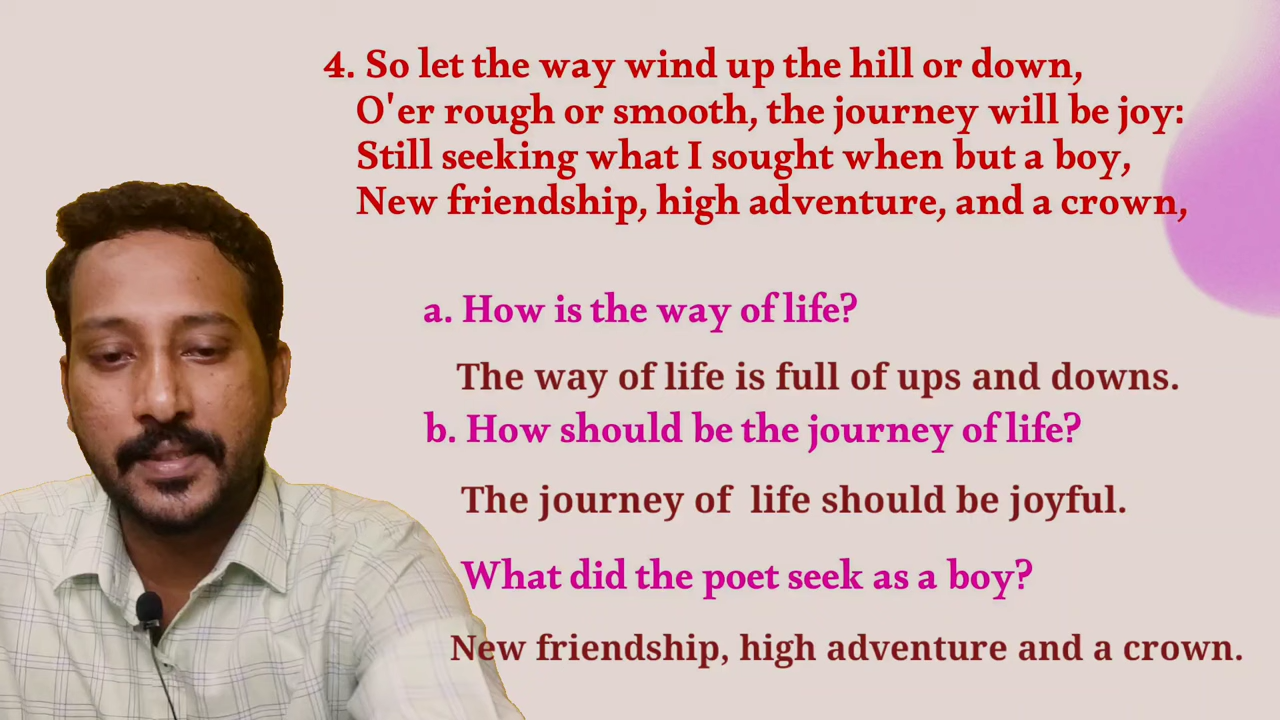 4. So let the way wind up the hill or down,
O'er rough or smooth, the journey will be joy:
Still seeking what I sought when but a boy,
New friendship, high adventure, and a crown,
a. How is the way of life?
The way of life is full of ups and downs.
b. How should be the journey of life?
The journey of life should be joyful.
What did the poet seek as a boy?
New friendship, high adventure and a crown.